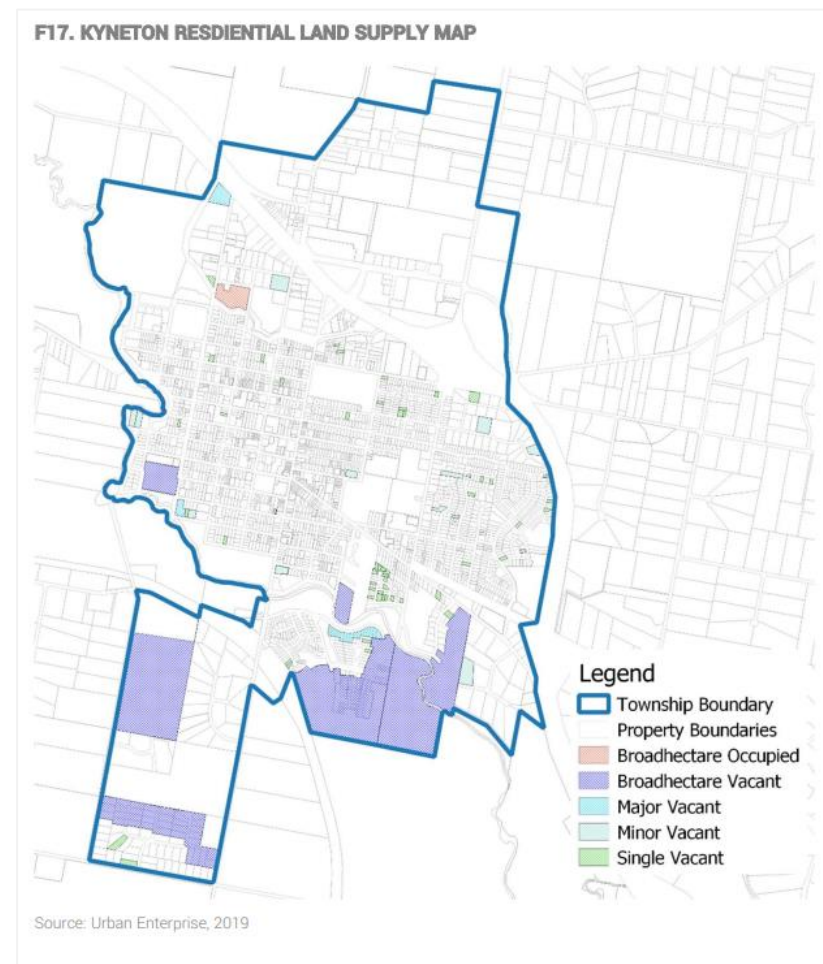 F17. KYNETON RESDIENTIAL LAND SUPPLY MAP
Legend
Township Boundary
Property Boundaries
Broadhectare Occupied
Broadhectare Vacant
Major Vacant
Minor Vacant
Single Vacant
Source: Urban Enterprise, 2019